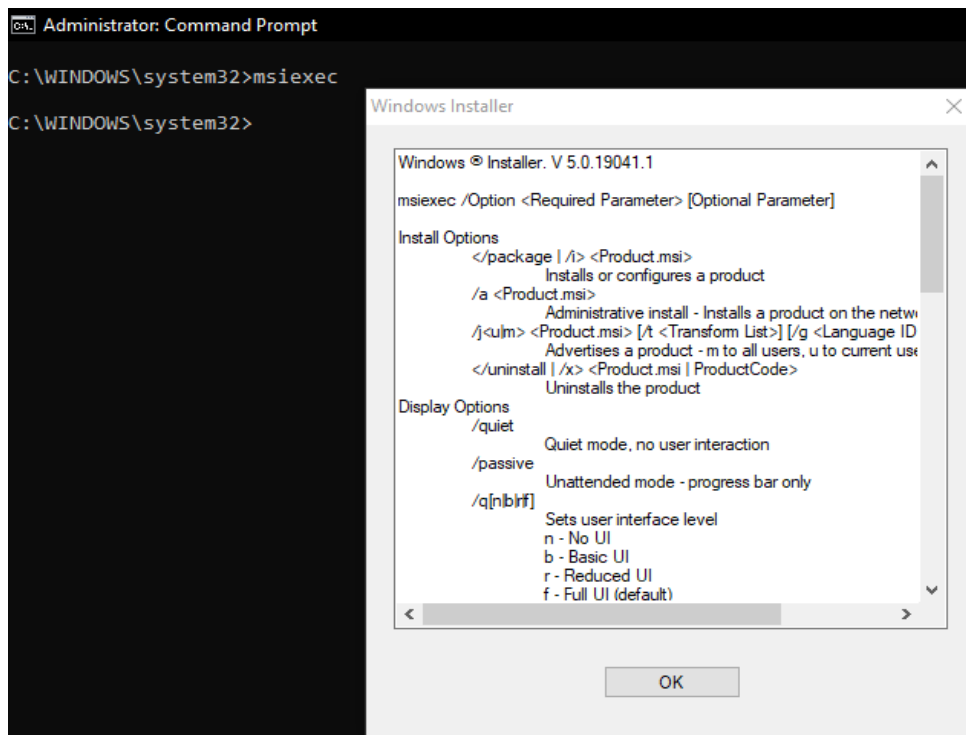 Administrator: Command Prompt
C:\WINDOWS\system32>msiexec
C:\WINDOWS\system32>
Windows Installer
Windows ® Installer. V 5.0.19041.1
msiexec /Option <Required Parameter> [Optional Parameter]
Install Options
</package | /i> <Product.msi>
Installs or configures a product
/a <Product.msi>
Administrative install - Installs a product on the
/j<u|m> <Product.msi> [/t <Transform List>] [/g <Language ID
Advertises a product - m to all users, u to current
</uninstall | /x> <Product.msi | ProductCode>
Uninstalls the product
Display Options
/quiet
Quiet mode, no user interaction
/passive
Unattended mode - progress bar only
/q[n|b|r|f]
Sets user interface level
n - No UI
b - Basic UI
r - Reduced UI
f - Full UI (default)
OK